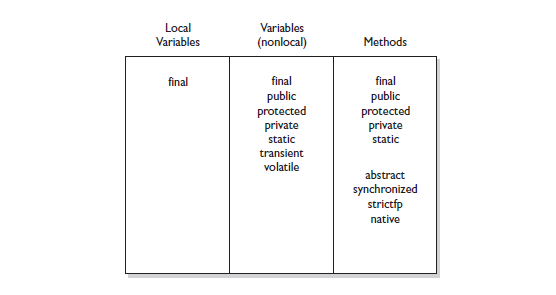 Local
Variables
Variables
(nonlocal)
Methods
final
final
public
protected
private
static
transient
volatile
final
public
protected
private
static
abstract
synchronized
strictfp
native